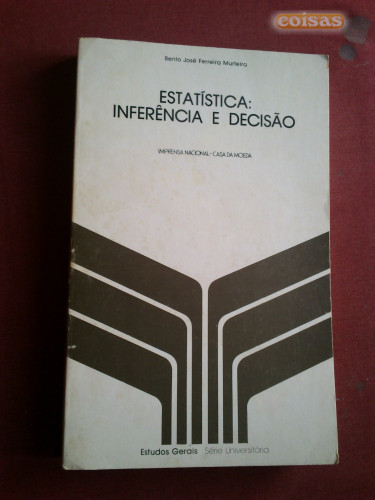 coisas
Bento José Ferreira Murteira
ESTATÍSTICA:
INFERÊNCIA E DECISÃO
IMPRENSA NACIONAL - CASA DA MOEDA
Estudos Gerais Série Universitária